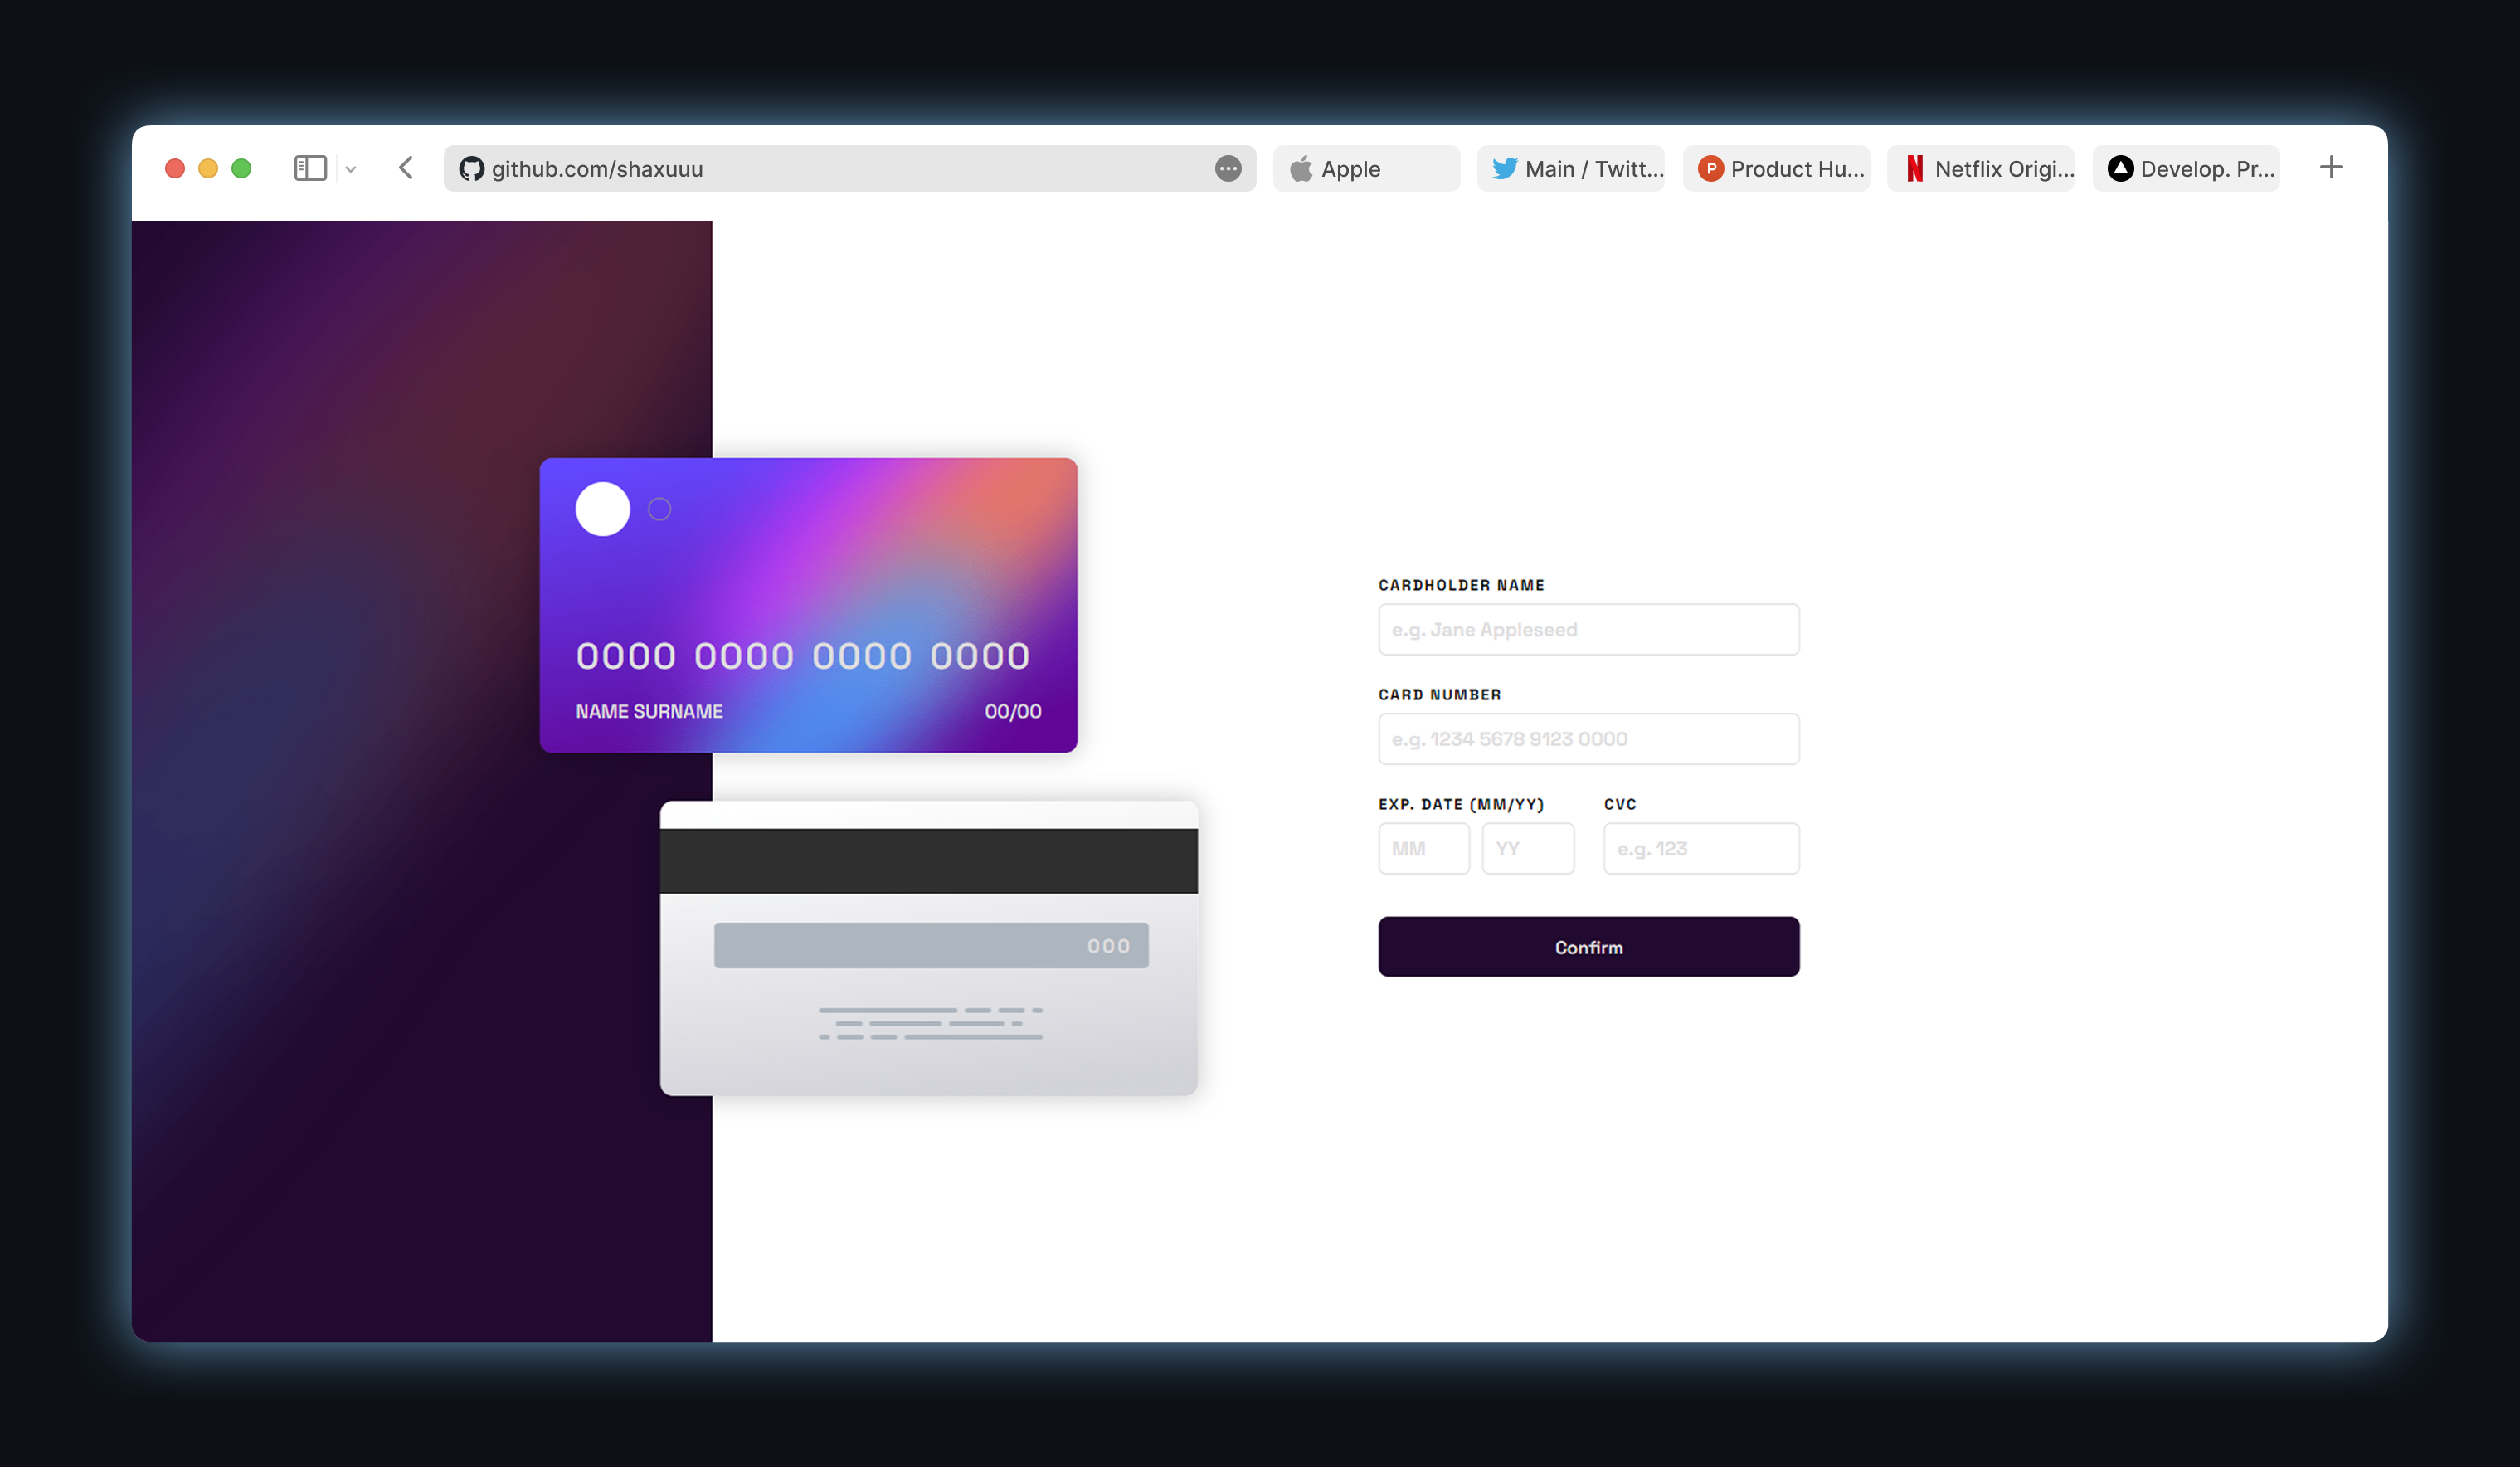 github.com/shaxuuu
Apple
Main / Twitt...
P
Product Hu...
Netflix Origi...
Develop. Pr...
0000 0000 0000 0000
NAME SURNAME
00/00
000
CARDHOLDER NAME
e.g. Jane Appleseed
CARD NUMBER
e.g. 1234 5678 9123 0000
EXP. DATE (MM/YY)
CVC
MM
YY
e.g. 123
Confirm